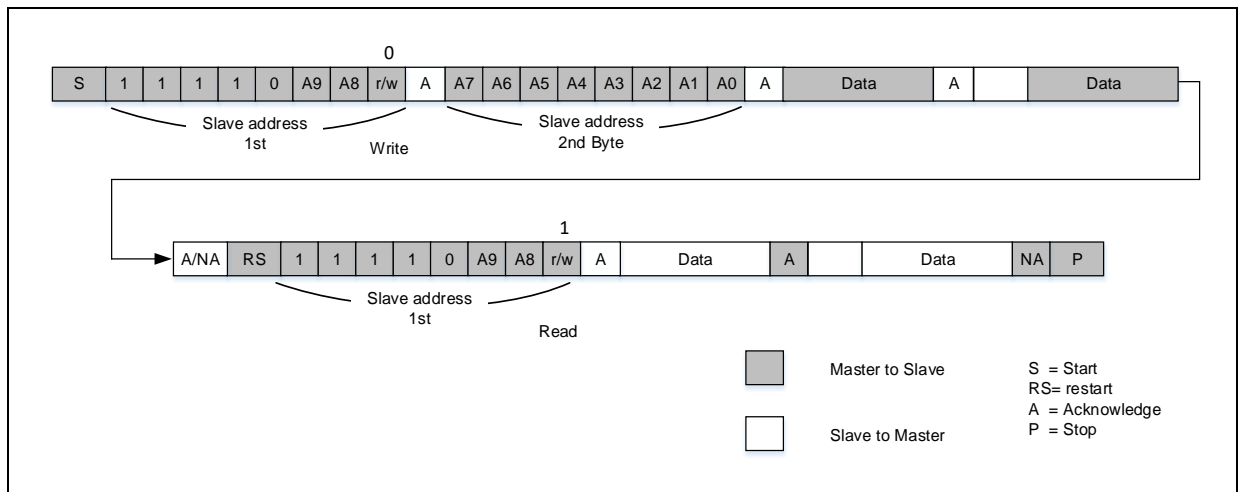 0
S 1 1 1 1 0 A9 A8 r/w A A7 A6 A5 A4 A3 A2 A1 A0 A Data A Data
Slave address
1st
Write
Slave address
2nd Byte
1
A/NA RS 1 1 1 1 0 A9 A8 r/w A Data A Data NA P
Slave address
1st
Read
Master to Slave
Slave to Master
S = Start
RS= restart
A = Acknowledge
P = Stop